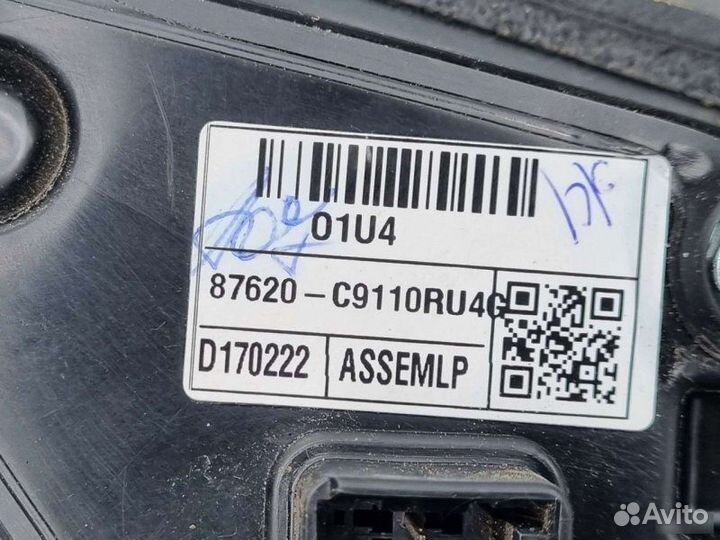 01U4
87620-C9110RU4G
D170222
ASSEMLP
Avito